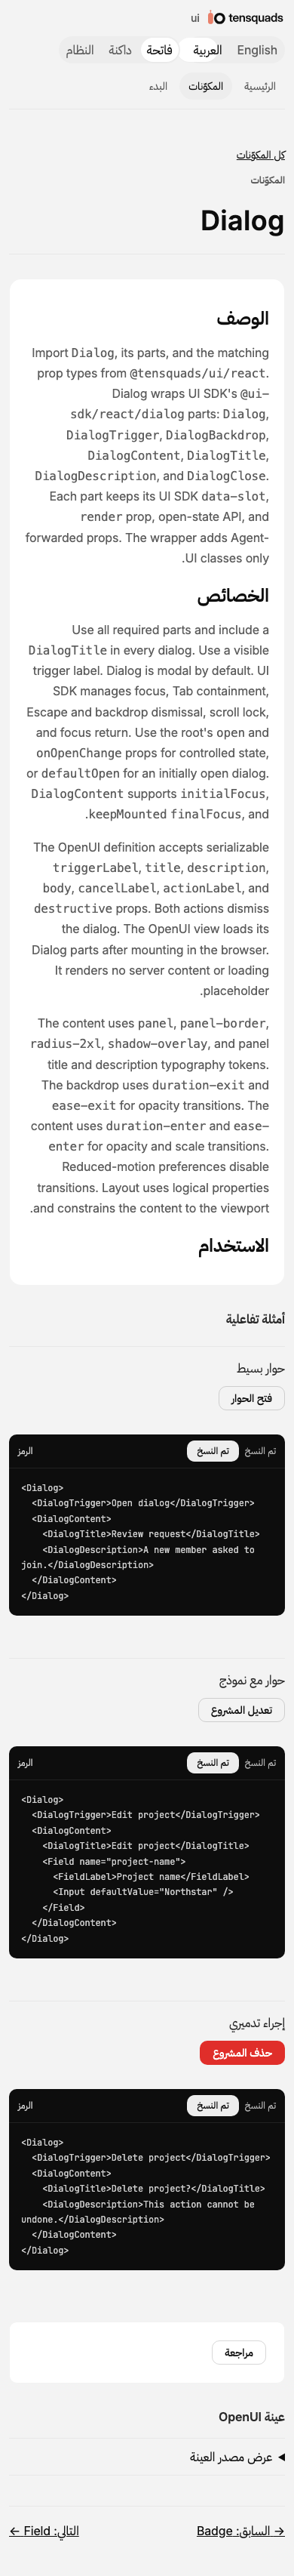 tensquads ui
English العربية فاتحة داكنة النظام
الرئيسية المكوّنات البدء
كل المكوّنات
المكوّنات
Dialog
الوصف
Import Dialog, its parts, and the matching
prop types from @tensquads/ui/react.
Dialog wraps UI SDK's @ui-
sdk/react/dialog parts: Dialog,
DialogTrigger, DialogBackdrop,
DialogContent, DialogTitle,
DialogDescription, and DialogClose.
Each part keeps its UI SDK data-slot,
render prop, open-state API, and
forwarded props. The wrapper adds Agent-
UI classes only.
الخصائص
Use all required parts and include a
DialogTitle in every dialog. Use a visible
trigger label. Dialog is modal by default. UI
SDK manages focus, Tab containment,
Escape and backdrop dismissal, scroll lock,
and focus return. Use the root's open and
onOpenChange props for controlled state,
or defaultOpen for an initially open dialog.
DialogContent supports initialFocus,
.keepMounted finalFocus, and
The OpenUI definition accepts serializable
triggerLabel, title, description,
body, cancelLabel, actionLabel, and
destructive props. Both actions dismiss
the dialog. The OpenUI view loads its
Dialog parts after mounting in the browser.
It renders no server content or loading
.placeholder
The content uses panel, panel-border,
radius-2xl, shadow-overlay, and panel
title and description typography tokens.
The backdrop uses duration-exit and
ease-exit for opacity transitions. The
content uses duration-enter and ease-
enter for opacity and scale transitions.
Reduced-motion preferences disable
transitions. Layout uses logical properties
.and constrains the content to the viewport
الاستخدام
أمثلة تفاعلية
حوار بسيط
فتح الحوار
تم النسخ تم النسخ الرمز
<Dialog>
<DialogTrigger>Open dialog</DialogTrigger>
<DialogContent>
<DialogTitle>Review request</DialogTitle>
<DialogDescription>A new member asked to
join.</DialogDescription>
</DialogContent>
</Dialog>
حوار مع نموذج
تعديل المشروع
تم النسخ تم النسخ الرمز
<Dialog>
<DialogTrigger>Edit project</DialogTrigger>
<DialogContent>
<DialogTitle>Edit project</DialogTitle>
<Field name="project-name">
<FieldLabel>Project name</FieldLabel>
<Input defaultValue="Northstar" />
</Field>
</DialogContent>
</Dialog>
إجراء تدميري
حذف المشروع
تم النسخ تم النسخ الرمز
<Dialog>
<DialogTrigger>Delete project</DialogTrigger>
<DialogContent>
<DialogTitle>Delete project?</DialogTitle>
<DialogDescription>This action cannot be
undone.</DialogDescription>
</DialogContent>
</Dialog>
مراجعة
عينة OpenUI
عرض مصدر العينة
→ السابق: Badge التالي: Field ←